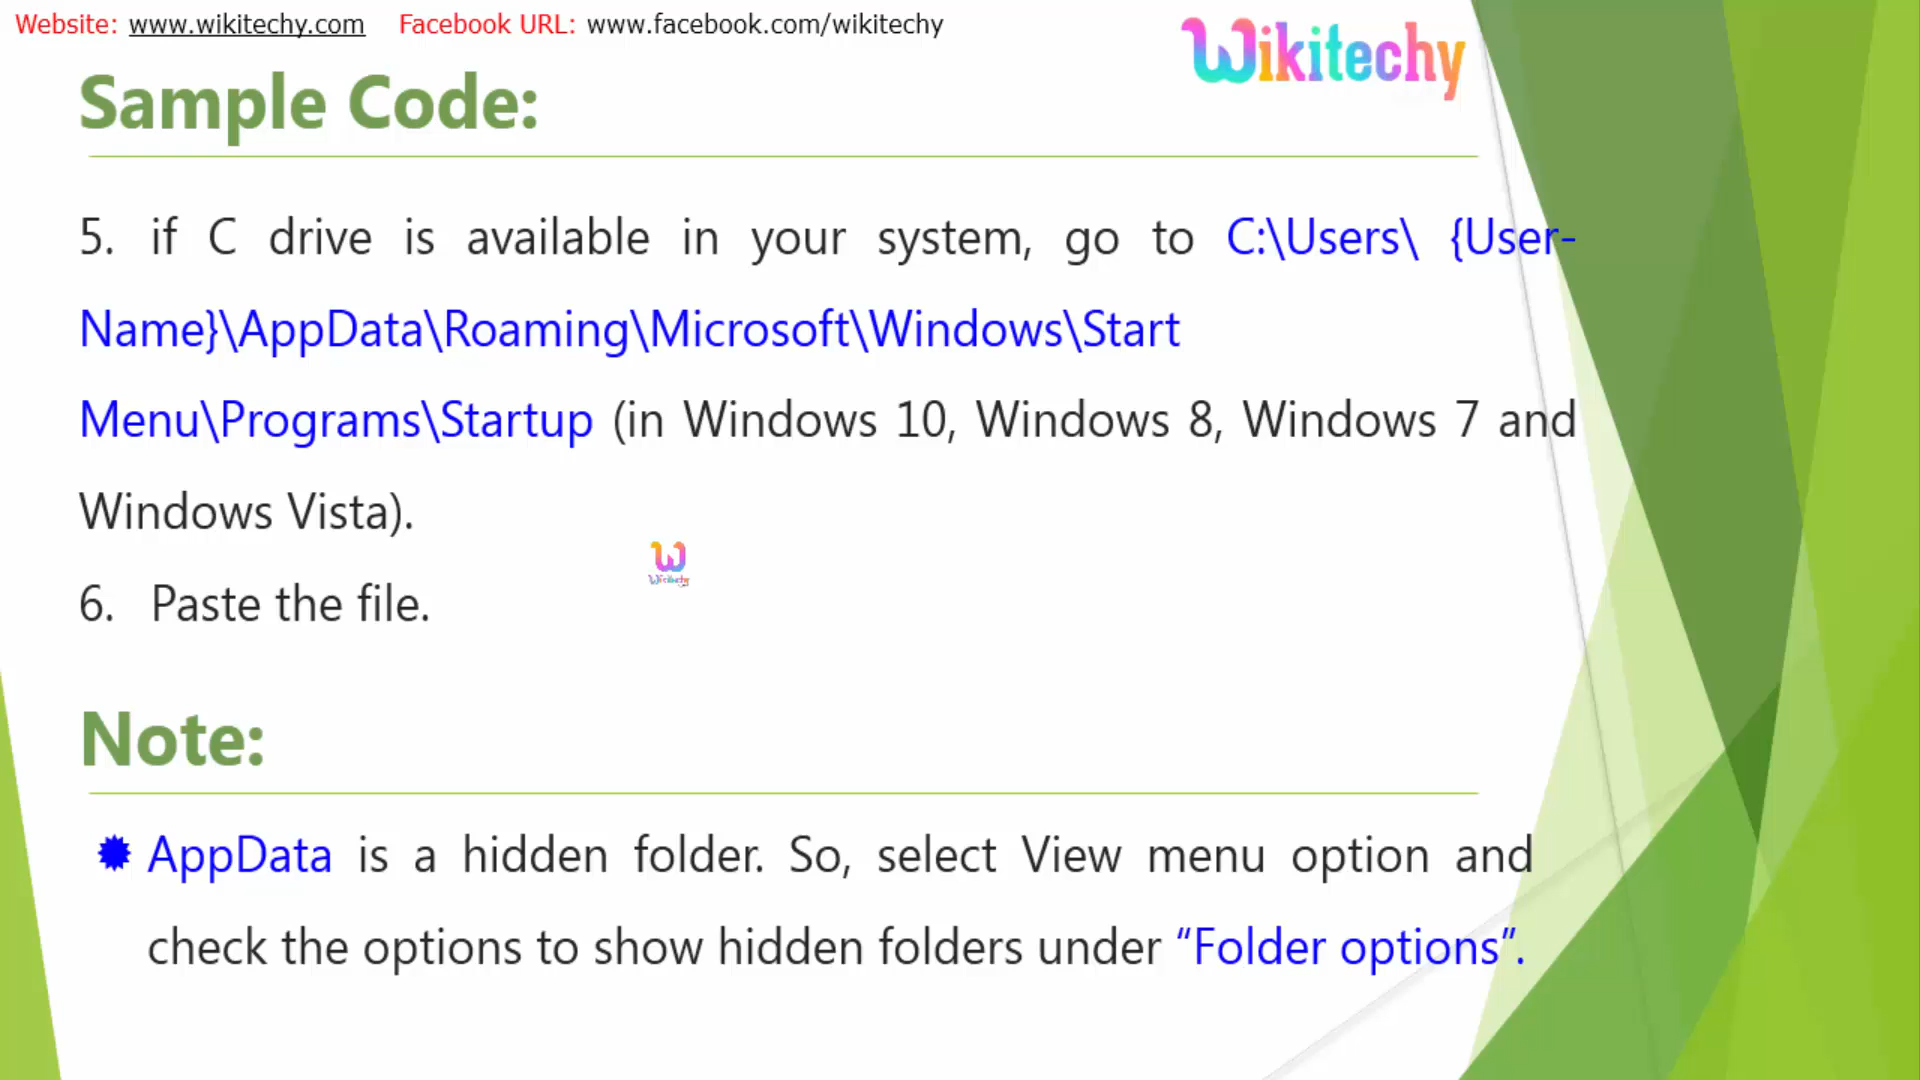 Website: www.wikitechy.com Facebook URL: www.facebook.com/wikitechy
Wikitechy
Sample Code:
5. if C drive is available in your system, go to C:\Users\ {User-
Name}\AppData\Roaming\Microsoft\Windows\Start
Menu\Programs\Startup (in Windows 10, Windows 8, Windows 7 and
Windows Vista).
W
Wikitechy
6. Paste the file.
Note:
AppData is a hidden folder. So, select View menu option and
check the options to show hidden folders under “Folder options”.